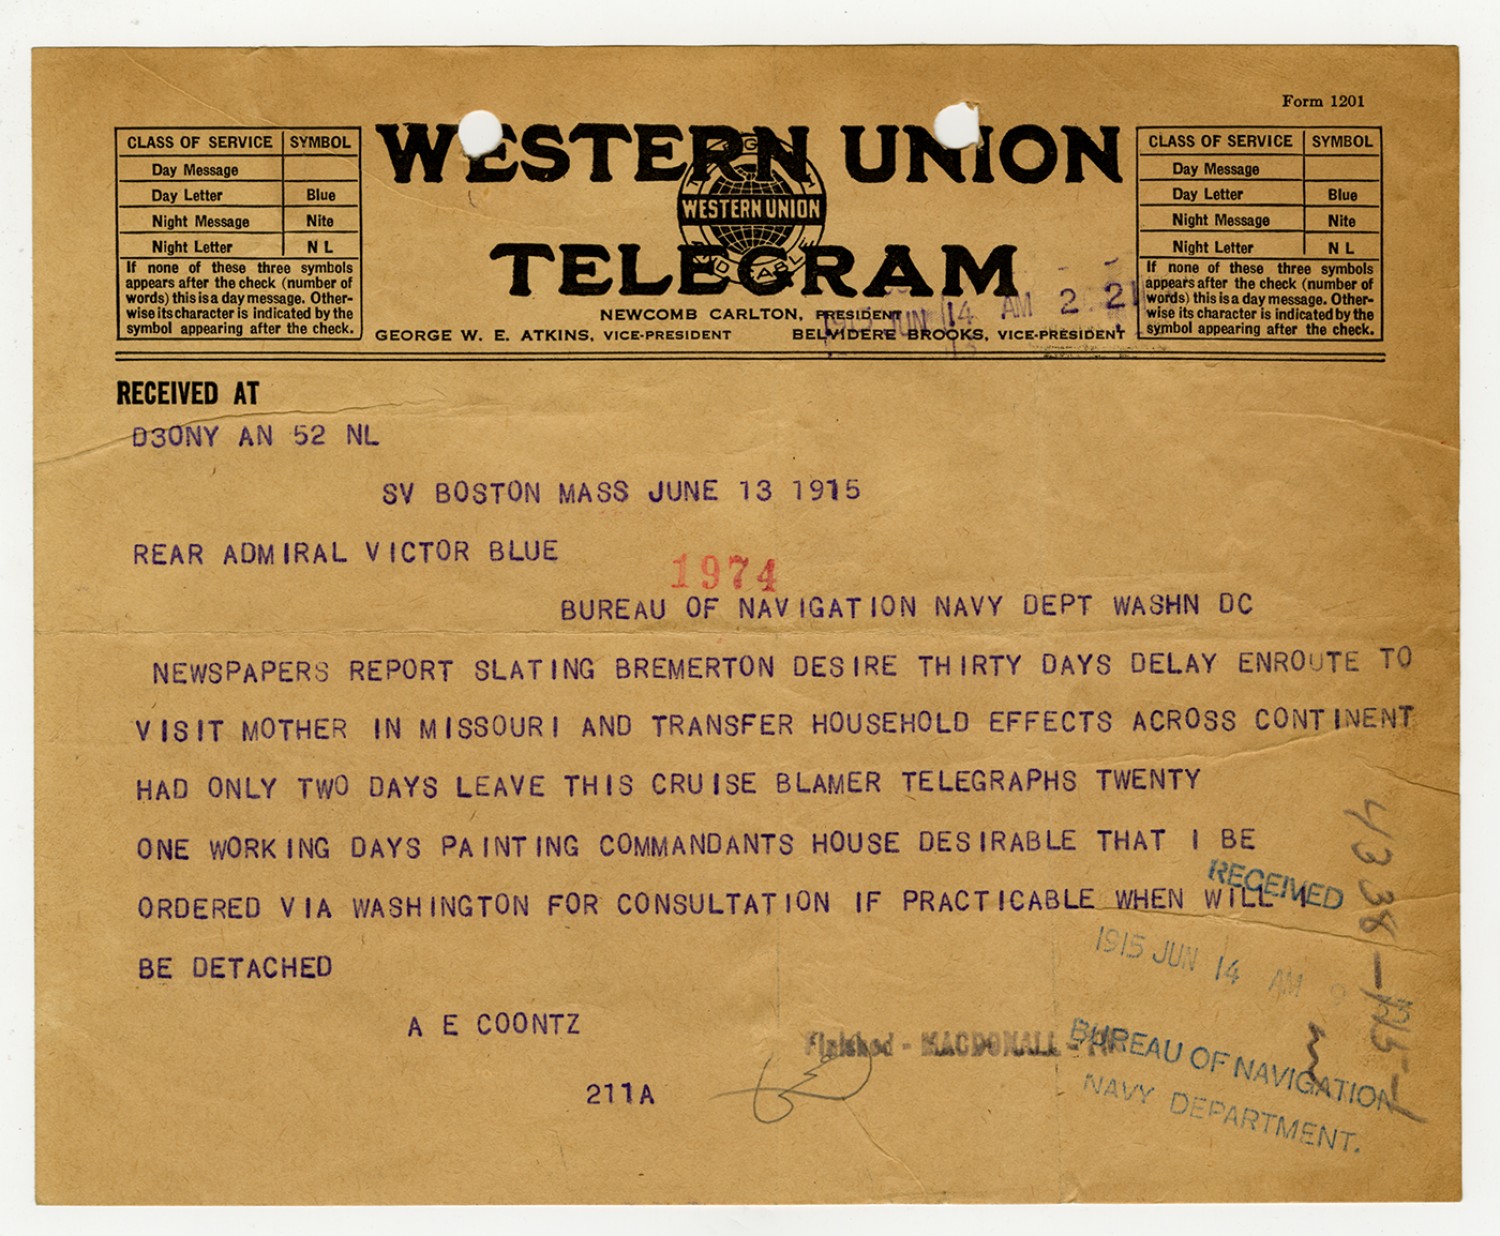 Form 1201
CLASS OF SERVICE SYMBOL
Day Message
Day Letter Blue
Night Message Nite
Night Letter N L
If none of these three symbols
appears after the check (number of
words) this is a day message. Other-
wise its character is indicated by the
symbol appearing after the check.
WESTERN UNION
WESTERN UNION
TELEGRAM
NEWCOMB CARLTON, PRESIDENT
GEORGE W. E. ATKINS, VICE-PRESIDENT BELVIDERE BROOKS, VICE-PRESIDENT
CLASS OF SERVICE SYMBOL
Day Message
Day Letter Blue
Night Message Nite
Night Letter N L
If none of these three symbols
appears after the check (number of
words) this is a day message. Other-
wise its character is indicated by the
symbol appearing after the check.
JUN 14 AM 2 21
RECEIVED AT
D3ONY AN 52 NL
SV BOSTON MASS JUNE 13 1915
REAR ADMIRAL VICTOR BLUE
1974
BUREAU OF NAVIGATION NAVY DEPT WASHN DC
NEWSPAPERS REPORT SLATING BREMERTON DESIRE THIRTY DAYS DELAY ENROUTE TO
VISIT MOTHER IN MISSOURI AND TRANSFER HOUSEHOLD EFFECTS ACROSS CONTINENT
HAD ONLY TWO DAYS LEAVE THIS CRUISE BLAMER TELEGRAPHS TWENTY
ONE WORKING DAYS PAINTING COMMANDANTS HOUSE DESIRABLE THAT I BE
ORDERED VIA WASHINGTON FOR CONSULTATION IF PRACTICABLE WHEN WILL I
BE DETACHED
A E COONTZ
211A
RECEIVED
1915 JUN 14 AM
BUREAU OF NAVIGATION
NAVY DEPARTMENT.
Finished - MACDONALL
4338-